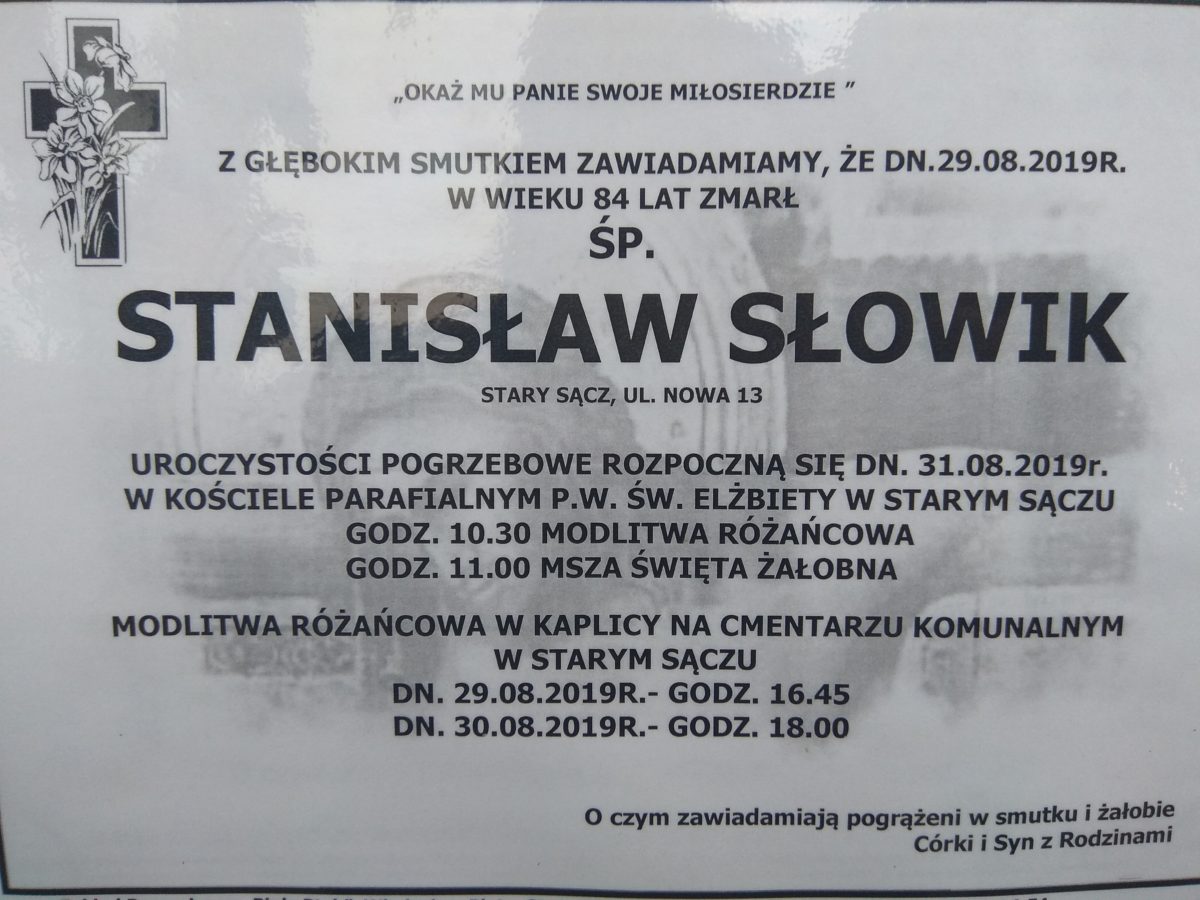 „OKAŻ MU PANIE SWOJE MIŁOSIERDZIE ”
Z GŁĘBOKIM SMUTKIEM ZAWIADAMIAMY, ŻE DN.29.08.2019R.
W WIEKU 84 LAT ZMARŁ
ŚP.
STANISŁAW SŁOWIK
STARY SĄCZ, UL. NOWA 13
UROCZYSTOŚCI POGRZEBOWE ROZPOCZNĄ SIĘ DN. 31.08.2019r.
W KOŚCIELE PARAFIALNYM P.W. ŚW. ELŻBIETY W STARYM SĄCZU
GODZ. 10.30 MODLITWA RÓŻAŃCOWA
GODZ. 11.00 MSZA ŚWIĘTA ŻAŁOBNA
MODLITWA RÓŻAŃCOWA W KAPLICY NA CMENTARZU KOMUNALNYM
W STARYM SĄCZU
DN. 29.08.2019R.- GODZ. 16.45
DN. 30.08.2019R.- GODZ. 18.00
O czym zawiadamiają pogrążeni w smutku i żałobie
Córki i Syn z Rodzinami